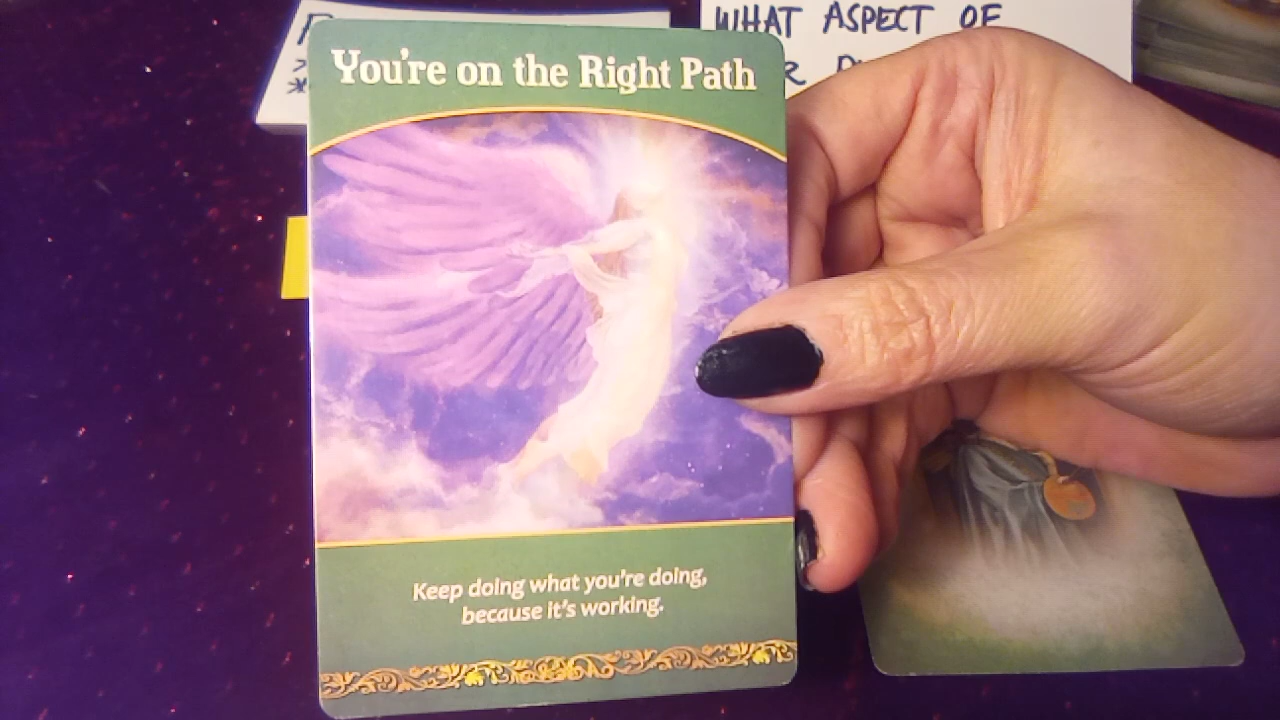 WHAT ASPECT OF
You're on the Right Path
Keep doing what you're doing,
because it's working.